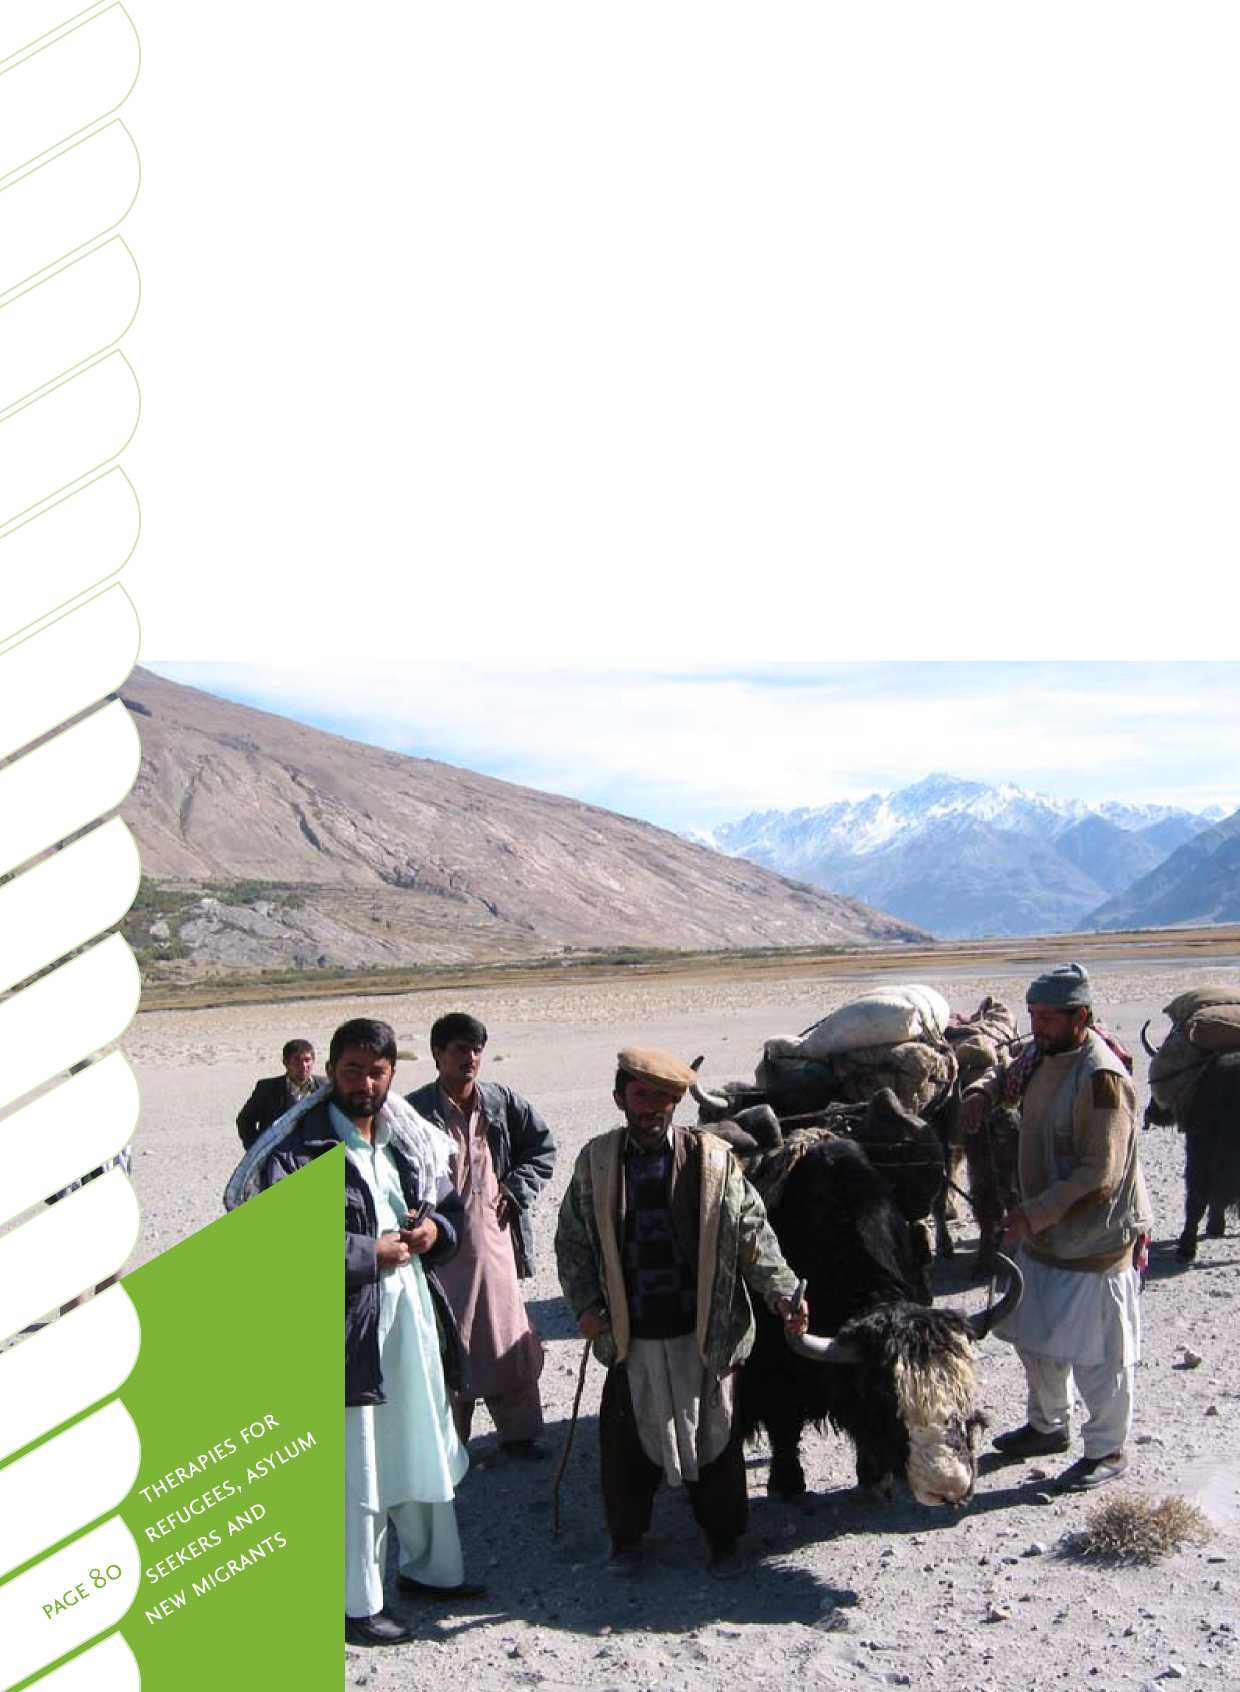 THERAPIES FOR
REFUGEES, ASYLUM
SEEKERS AND
NEW MIGRANTS
PAGE 80